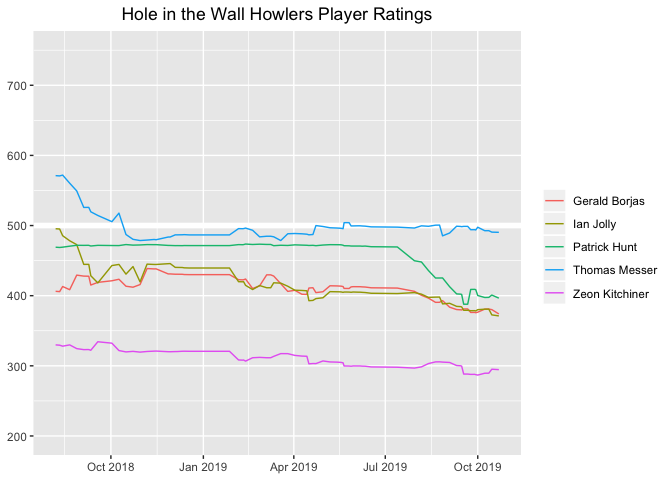 Hole in the Wall Howlers Player Ratings
700
600
500
400
300
200
Oct 2018
Jan 2019
Apr 2019
Jul 2019
Oct 2019
Gerald Borjas
Ian Jolly
Patrick Hunt
Thomas Messer
Zeon Kitchiner